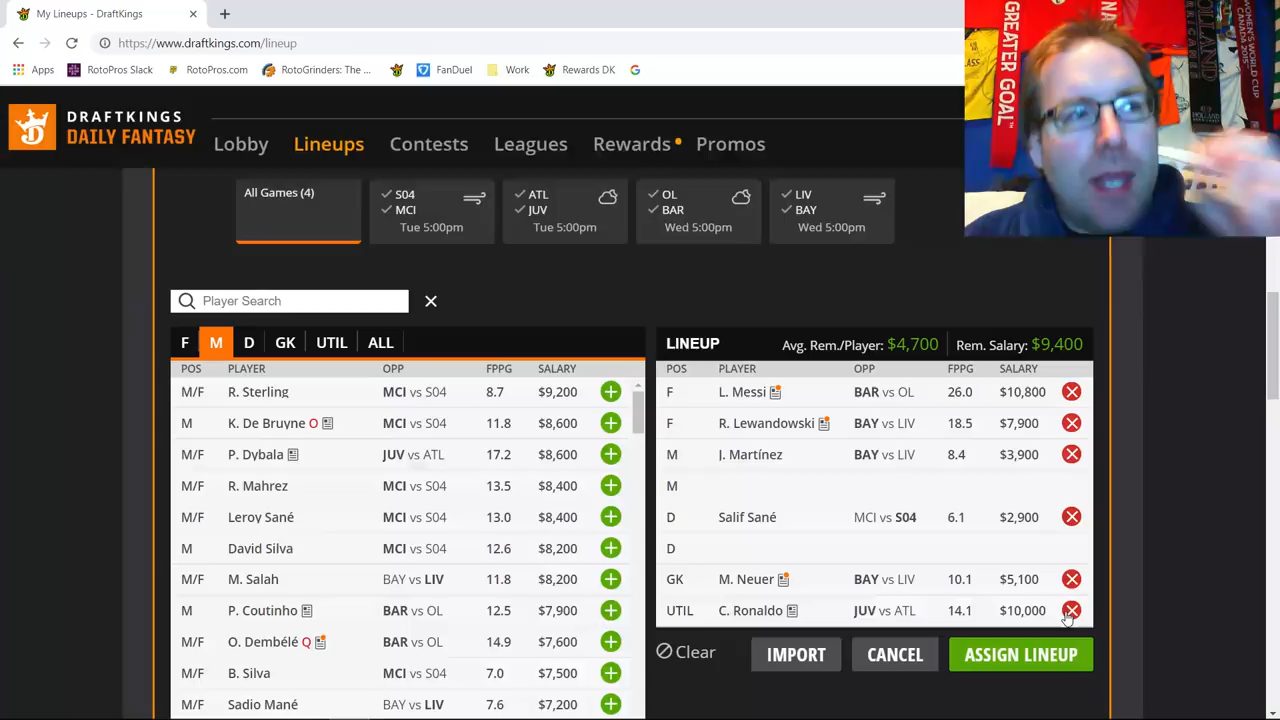 My Lineups - DraftKings
https://www.draftkings.com/lineup
Apps RotoPros Slack RotoPros.com RotoGrinders: The ... FanDuel Work Rewards DK
DRAFTKINGS
DAILY FANTASY
Lobby Lineups Contests Leagues Rewards Promos
GREATER GOAL
HOLLAND
WOMEN'S WORLD CUP
CANADA 2015
All Games (4)
S04
MCI
Tue 5:00pm
ATL
JUV
Tue 5:00pm
OL
BAR
Wed 5:00pm
LIV
BAY
Wed 5:00pm
Player Search
F M D GK UTIL ALL
POS PLAYER OPP FPPG SALARY
M/F R. Sterling MCI vs S04 8.7 $9,200
M K. De Bruyne O MCI vs S04 11.8 $8,600
M/F P. Dybala JUV vs ATL 17.2 $8,600
M/F R. Mahrez MCI vs S04 13.5 $8,400
M/F Leroy Sané MCI vs S04 13.0 $8,400
M David Silva MCI vs S04 12.6 $8,200
M/F M. Salah BAY vs LIV 11.8 $8,200
M P. Coutinho BAR vs OL 12.5 $7,900
M/F O. Dembélé Q BAR vs OL 14.9 $7,600
M B. Silva MCI vs S04 7.0 $7,500
M/F Sadio Mané BAY vs LIV 7.6 $7,200
LINEUP Avg. Rem./Player: $4,700 Rem. Salary: $9,400
POS PLAYER OPP FPPG SALARY
F L. Messi BAR vs OL 26.0 $10,800
F R. Lewandowski BAY vs LIV 18.5 $7,900
M J. Martínez BAY vs LIV 8.4 $3,900
M
D Salif Sané MCI vs S04 6.1 $2,900
D
GK M. Neuer BAY vs LIV 10.1 $5,100
UTIL C. Ronaldo JUV vs ATL 14.1 $10,000
Clear IMPORT CANCEL ASSIGN LINEUP